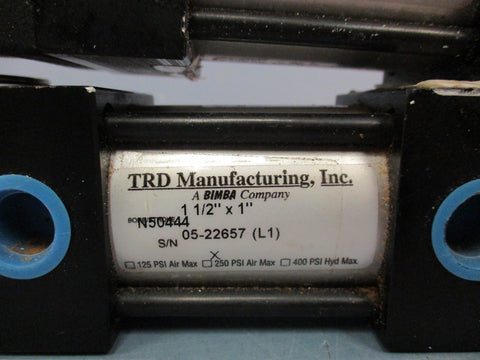 TRD Manufacturing, Inc.
A BIMBA Company
1 1/2" x 1"
N50444
S/N 05-22657 (L1)
X
125 PSI Air Max 250 PSI Air Max 400 PSI Hyd Max.